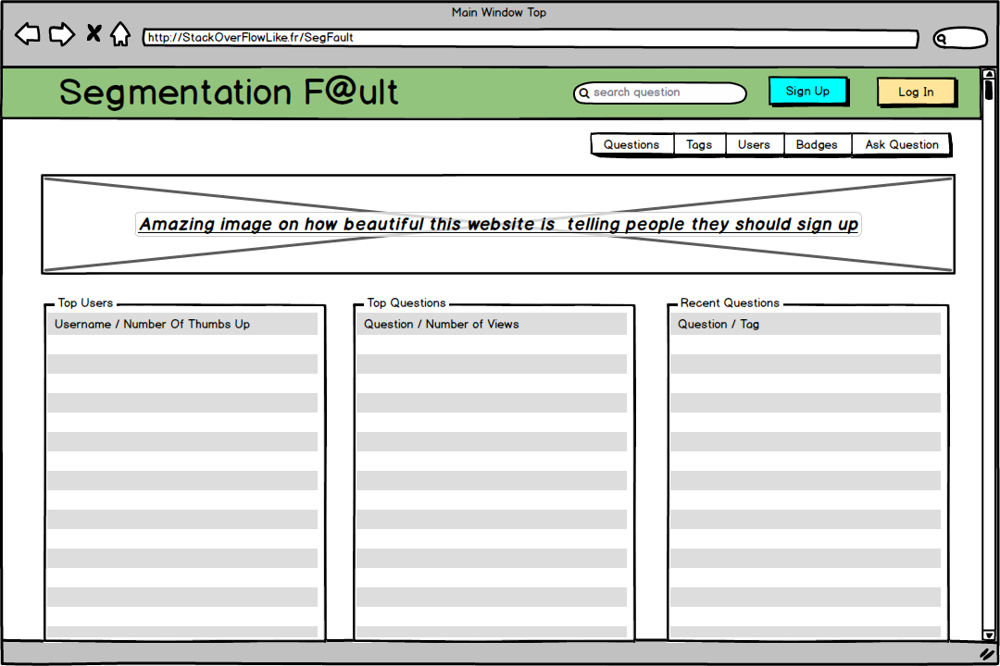 Main Window Top
http://StackOverFlowLike.fr/SegFault
Segmentation F@ult
search question
Sign Up
Log In
Questions Tags Users Badges Ask Question
Amazing image on how beautiful this website is  telling people they should sign up
Top Users
Username / Number Of Thumbs Up
Top Questions
Question / Number of Views
Recent Questions
Question / Tag